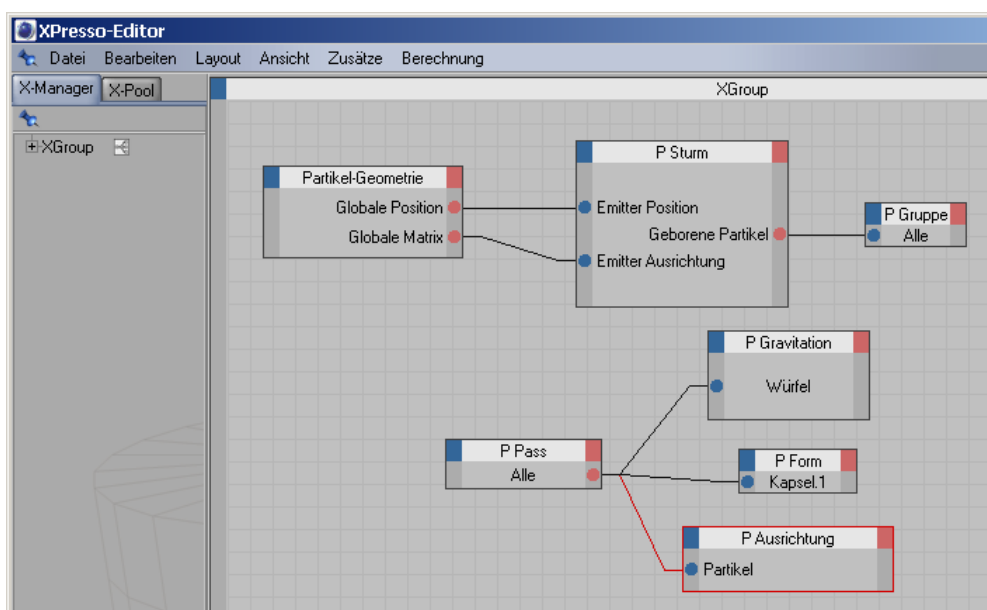 XPresso-Editor
Datei Bearbeiten Layout Ansicht Zusätze Berechnung
X-Manager X-Pool
XGroup
XGroup
Partikel-Geometrie
Globale Position
Globale Matrix
P Sturm
Emitter Position
Geborene Partikel
Emitter Ausrichtung
P Gruppe
Alle
P Gravitation
Würfel
P Pass
Alle
P Form
Kapsel.1
P Ausrichtung
Partikel